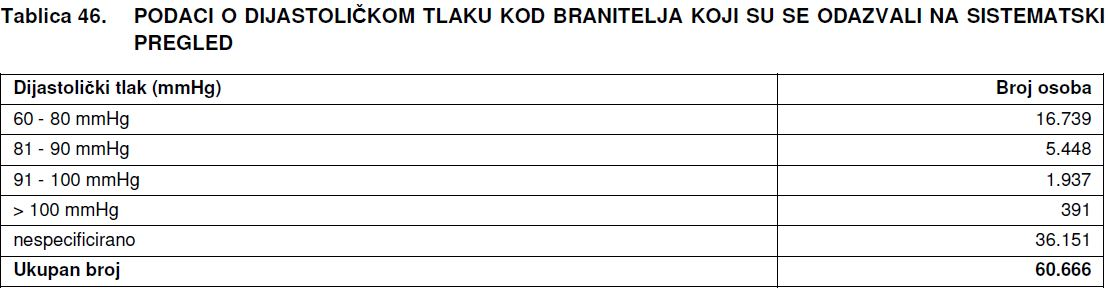 Tablica 46. PODACI O DIJASTOLIČKOM TLAKU KOD BRANITELJA KOJI SU SE ODAZVALI NA SISTEMATSKI
PREGLED
Dijastolički tlak (mmHg) Broj osoba
60 - 80 mmHg 16.739
81 - 90 mmHg 5.448
91 - 100 mmHg 1.937
> 100 mmHg 391
nespecificirano 36.151
Ukupan broj 60.666